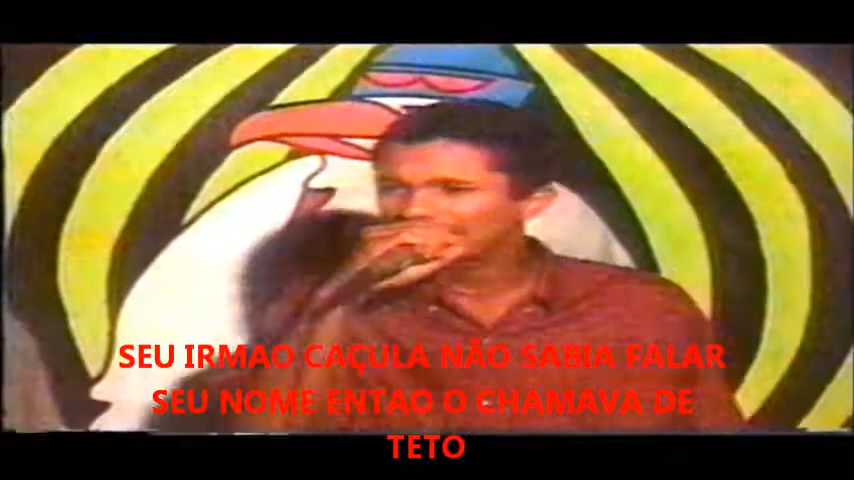 SEU IRMAO CAÇULA NÃO SABIA FALAR
SEU NOME ENTAO O CHAMAVA DE
TETO